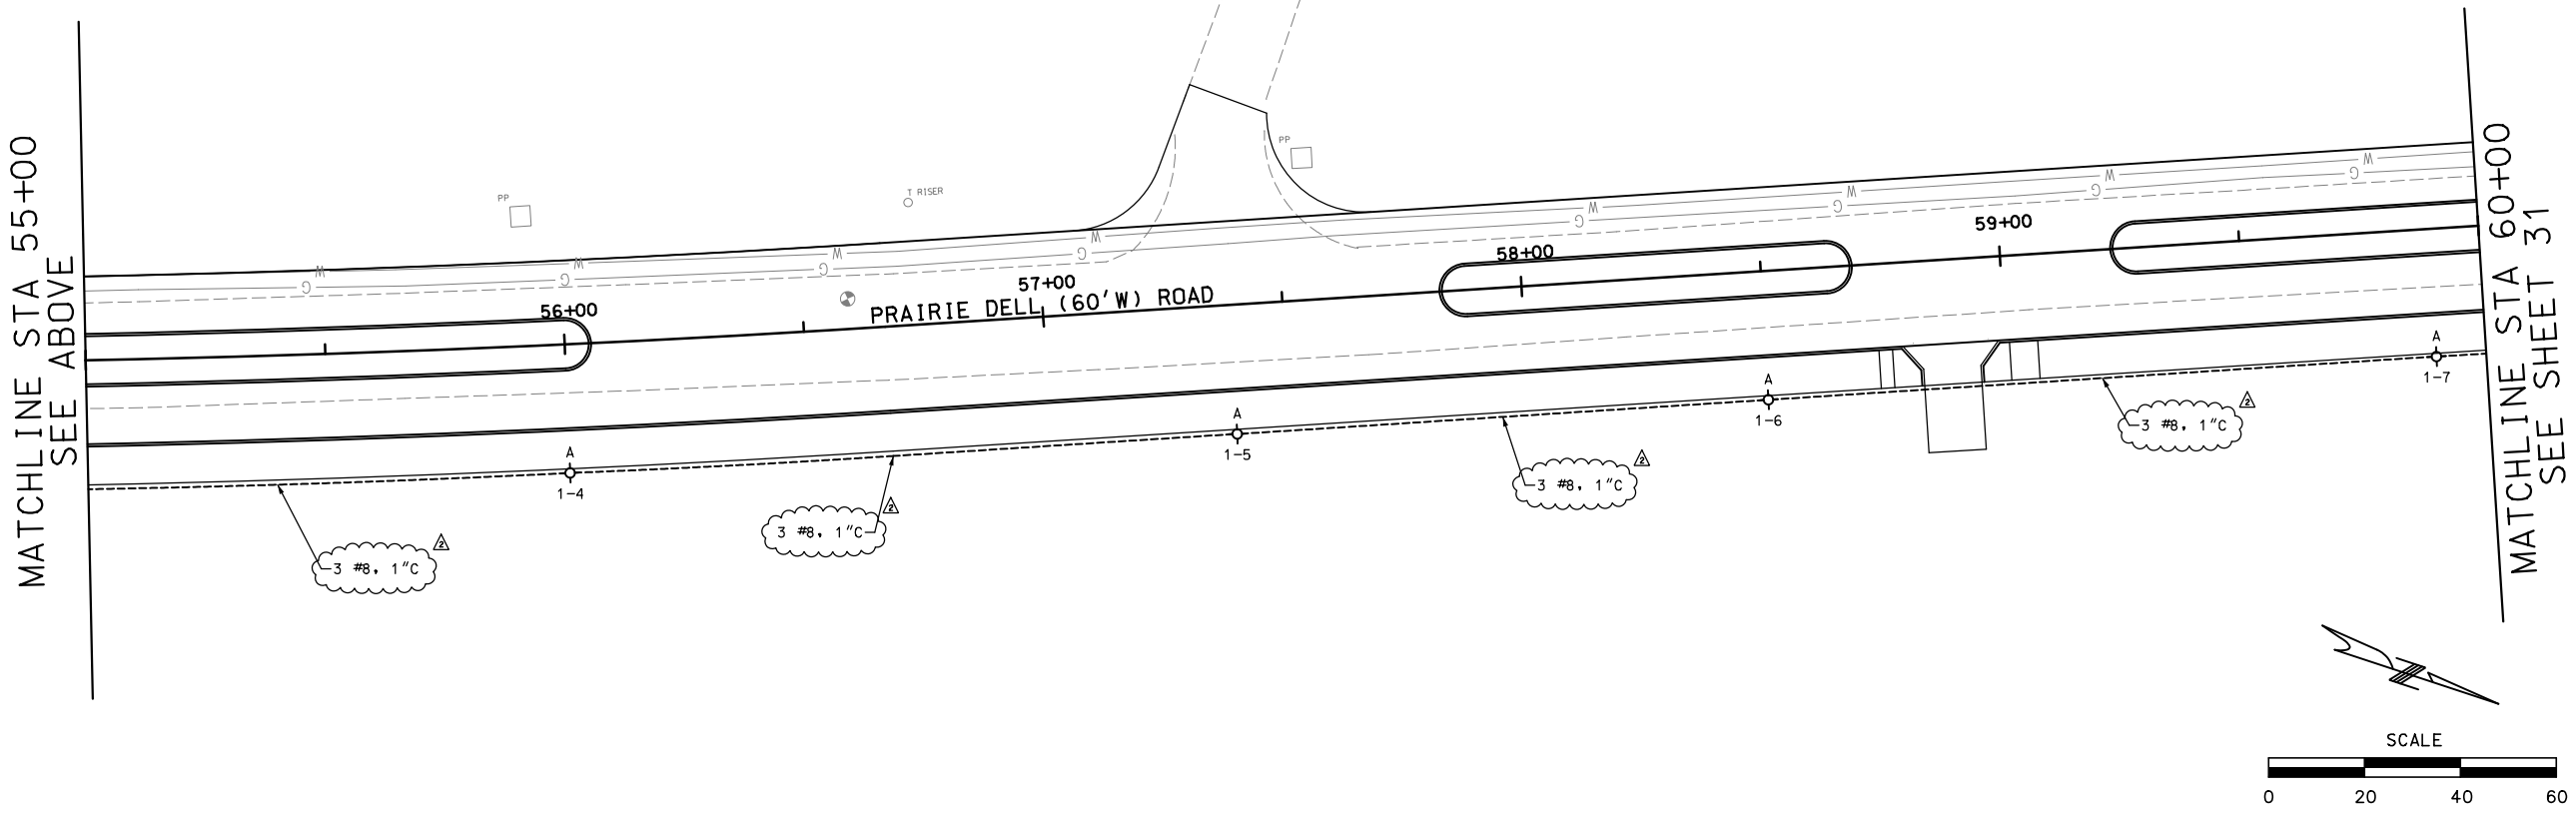 MATCHLINE STA 55+00
SEE ABOVE
PP
T RISER
PP
W W W W W W W W W
G G G G G G G G G
56+00
57+00
58+00
59+00
PRAIRIE DELL (60'W) ROAD
A
1-4
A
1-5
A
1-6
A
1-7
3 #8, 1"C
2
3 #8, 1"C
2
3 #8, 1"C
2
3 #8, 1"C
2
MATCHLINE STA 60+00
SEE SHEET 31
SCALE
0 20 40 60